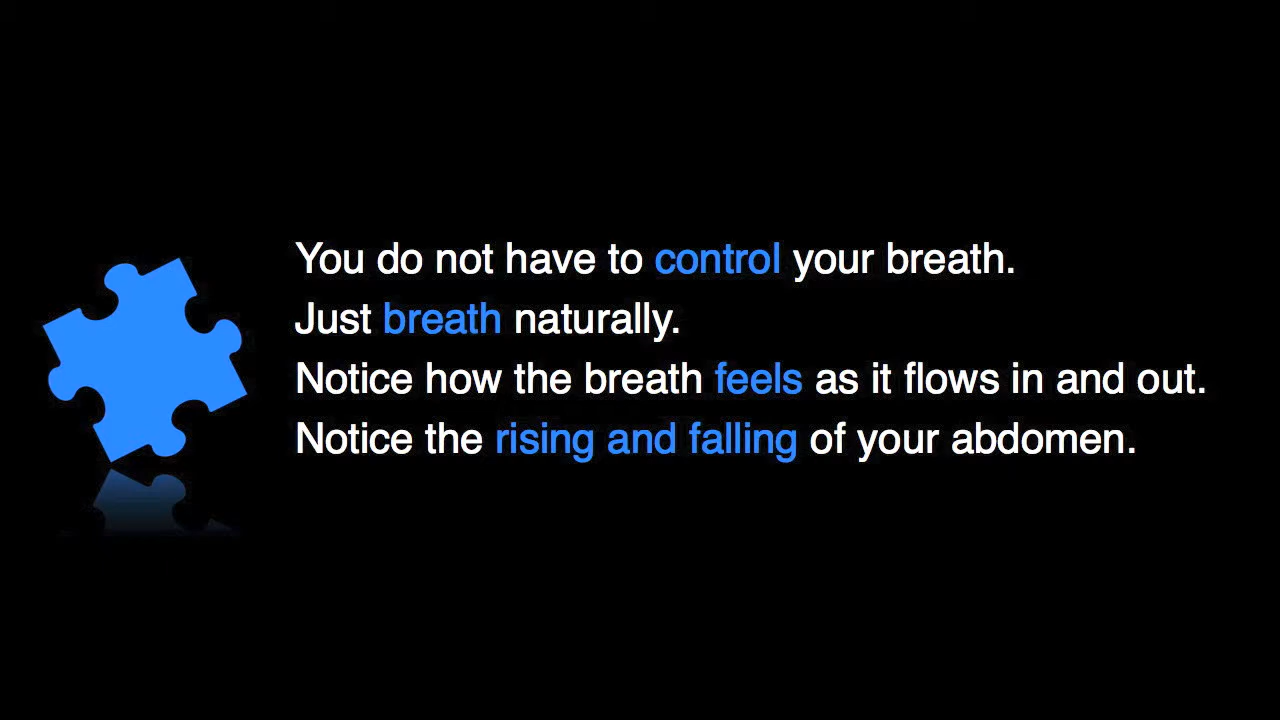 You do not have to control your breath.
Just breath naturally.
Notice how the breath feels as it flows in and out.
Notice the rising and falling of your abdomen.